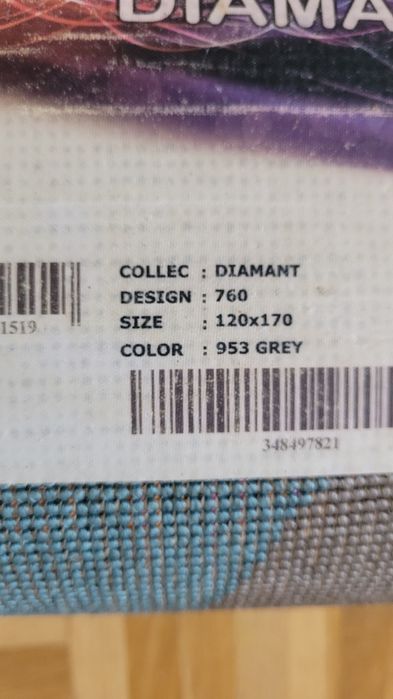 DIAMA
COLLEC : DIAMANT
DESIGN : 760
SIZE : 120x170
COLOR : 953 GREY
1519
348497821